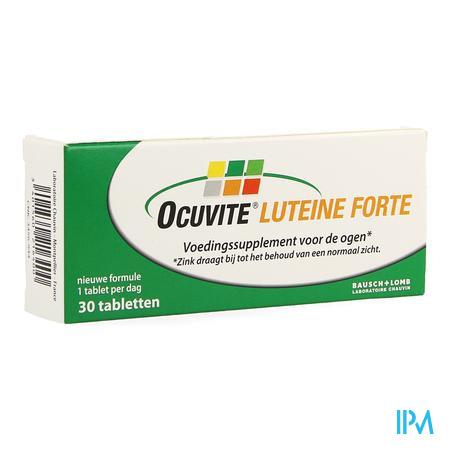 OCUVITE® LUTEINE FORTE
Voedingssupplement voor de ogen*
*Zink draagt bij tot het behoud van een normaal zicht.
nieuwe formule
1 tablet per dag
30 tabletten
BAUSCH+LOMB
LABORATOIRE CHAUVIN
IPM